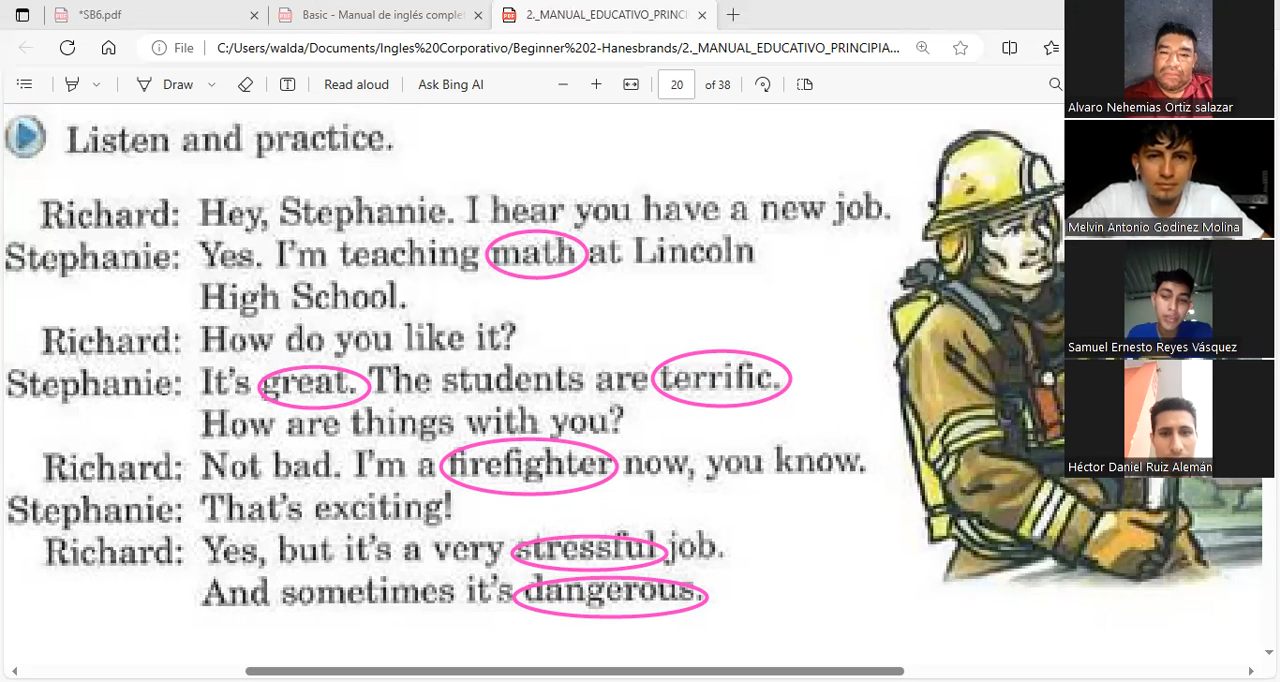 *SB6.pdf
Basic - Manual de inglés complet
2._MANUAL_EDUCATIVO_PRINCI
File
C:/Users/walda/Documents/Ingles%20Corporativo/Beginner%202-Hanesbrands/2._MANUAL_EDUCATIVO_PRINCIPIA...
Draw
Read aloud
Ask Bing AI
20 of 38
Listen and practice.
Richard: Hey, Stephanie. I hear you have a new job.
Stephanie: Yes. I'm teaching math at Lincoln
High School.
Richard: How do you like it?
Stephanie: It's great. The students are terrific.
How are things with you?
Richard: Not bad. I'm a firefighter now, you know.
Stephanie: That's exciting!
Richard: Yes, but it's a very stressful job.
And sometimes it's dangerous.
Alvaro Nehemías Ortiz salazar
Melvin Antonio Godinez Molina
Samuel Ernesto Reyes Vásquez
Héctor Daniel Ruiz Alemán